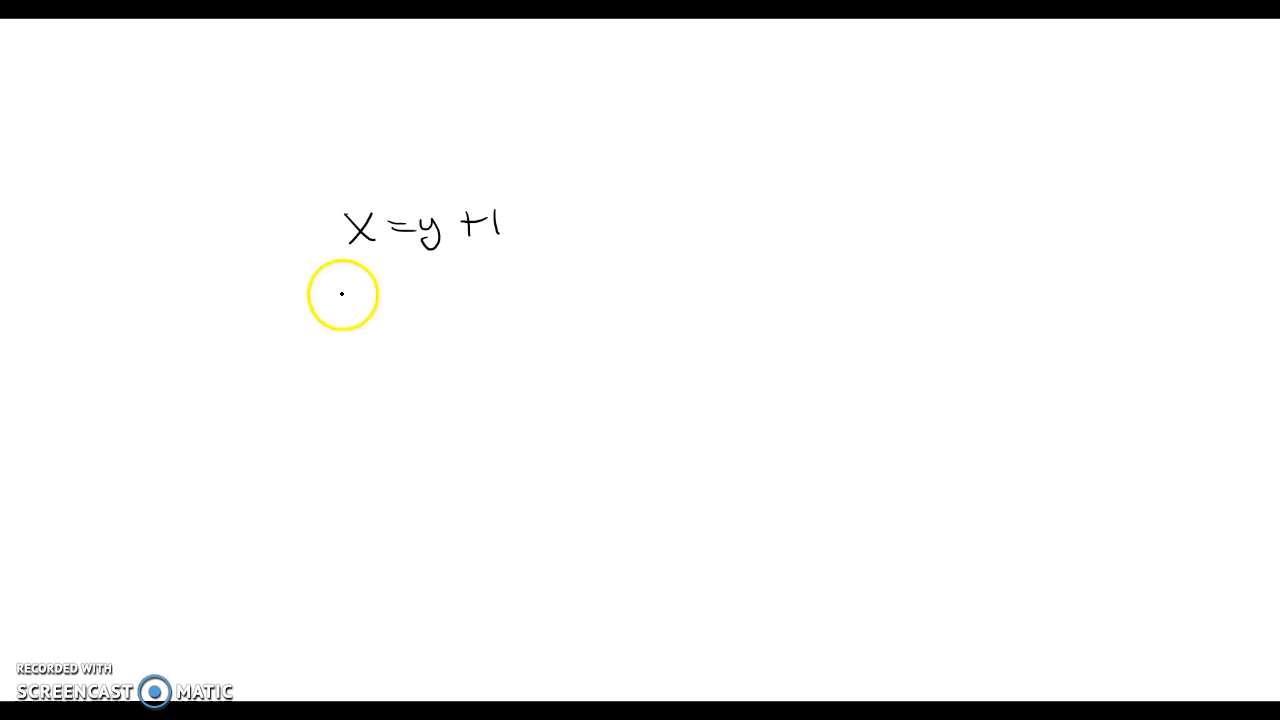 x = y + 1
RECORDED WITH
SCREENCAST MATIC